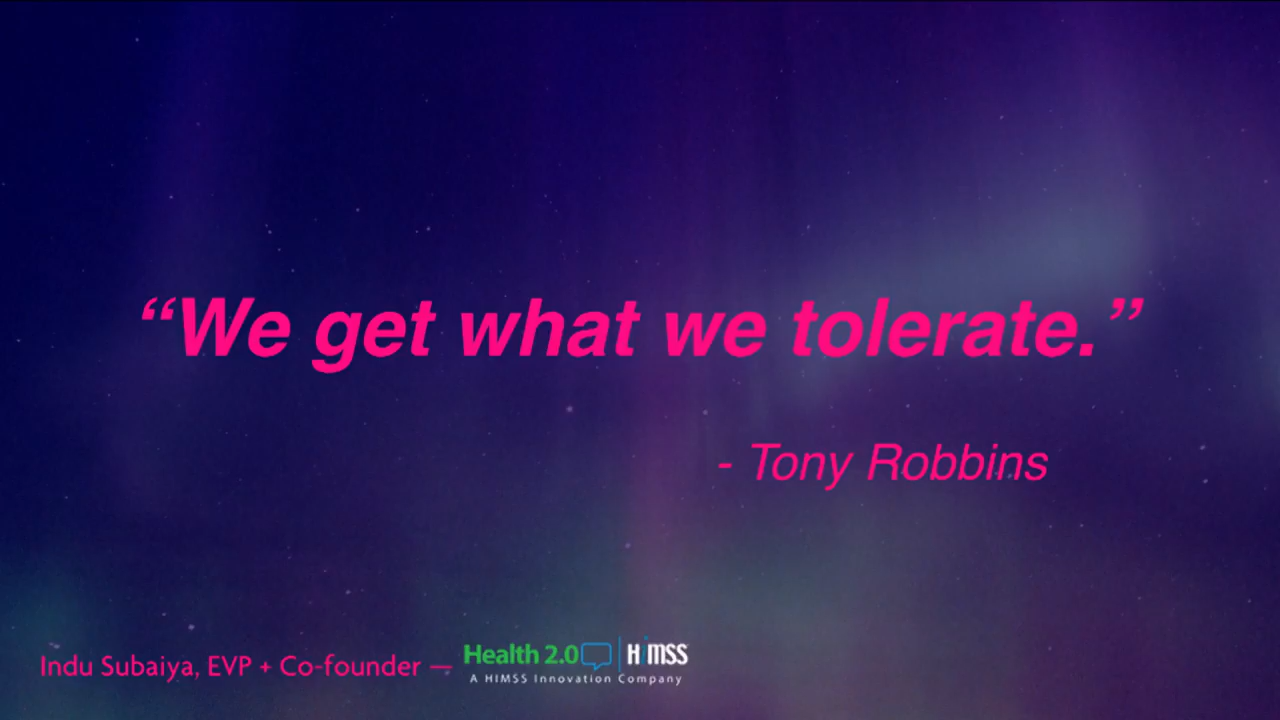 “We get what we tolerate.”
- Tony Robbins
Indu Subaiya, EVP + Co-founder — Health 2.0 HIMSS
A HIMSS Innovation Company